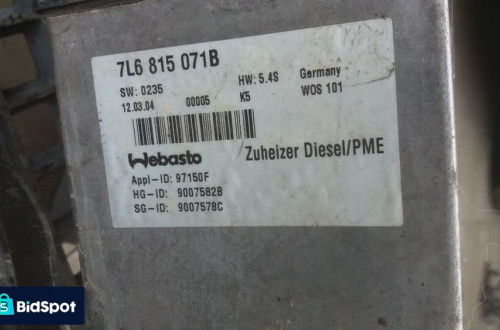 7L6 815 071B
SW: 0235 HW: 5.4S Germany
12.03.04 00005 K5 WOS 101
Webasto Zuheizer Diesel/PME
Appl-ID: 97150F
HG-ID: 9007582B
SG-ID: 9007578C
S BidSpot